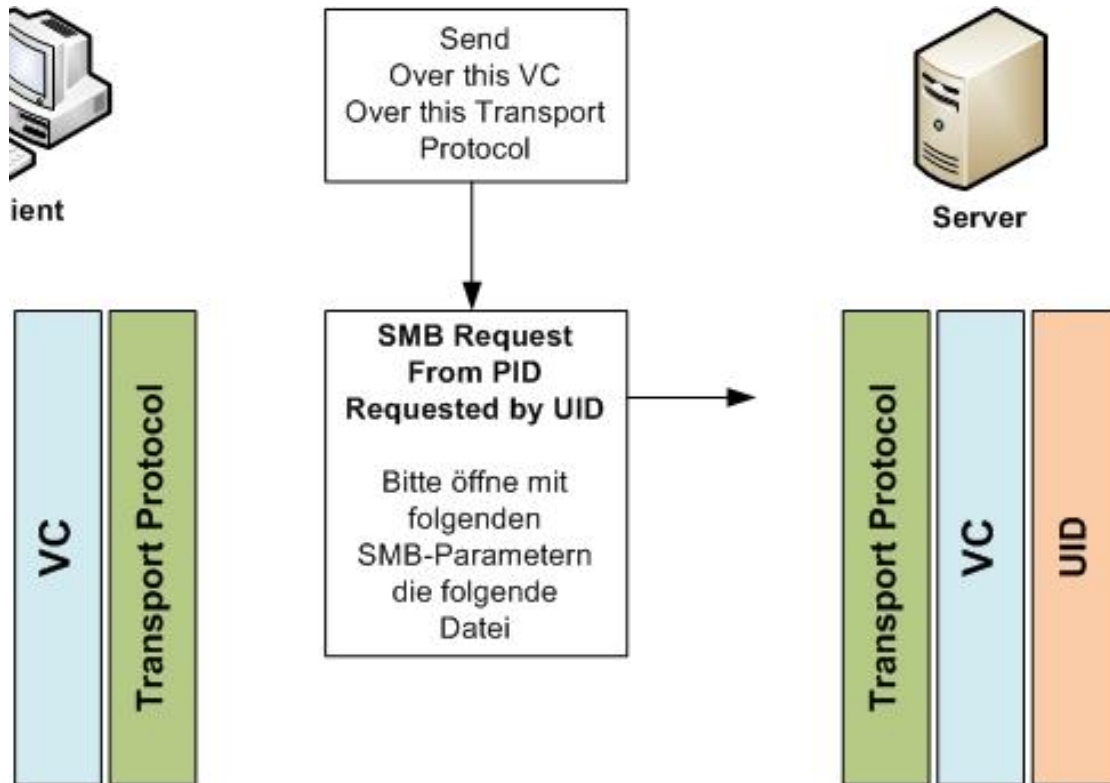 Send
Over this VC
Over this Transport
Protocol
ient
Server
SMB Request
From PID
Requested by UID
Bitte öffne mit
folgenden
SMB-Parametern
die folgende
Datei
VC
Transport Protocol
Transport Protocol
VC
UID